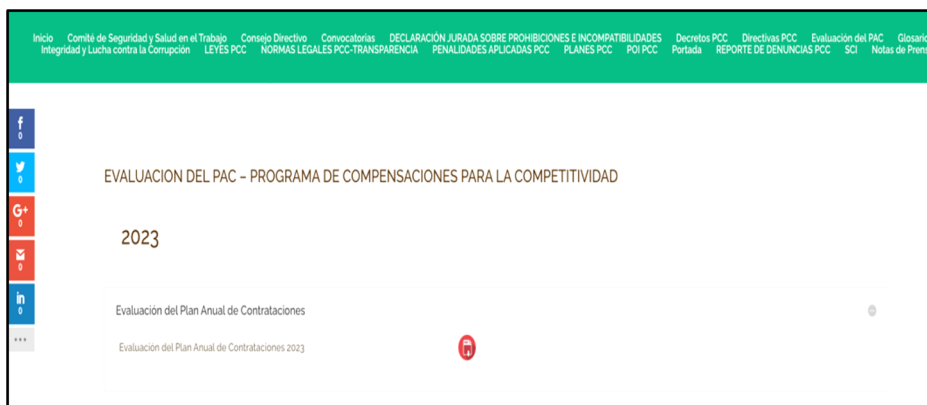 Inicio Comité de Seguridad y Salud en el Trabajo Consejo Directivo Convocatorias DECLARACIÓN JURADA SOBRE PROHIBICIONES E INCOMPATIBILIDADES Decretos PCC Directivas PCC Evaluación del PAC Glosario
Integridad y Lucha contra la Corrupción LEYES PCC NORMAS LEGALES PCC-TRANSPARENCIA PENALIDADES APLICADAS PCC PLANES PCC POI PCC Portada REPORTE DE DENUNCIAS PCC SCI Notas de Prens
f
0
0
G+
0
0
in
0
EVALUACION DEL PAC – PROGRAMA DE COMPENSACIONES PARA LA COMPETITIVIDAD
2023
Evaluación del Plan Anual de Contrataciones
Evaluación del Plan Anual de Contrataciones 2023